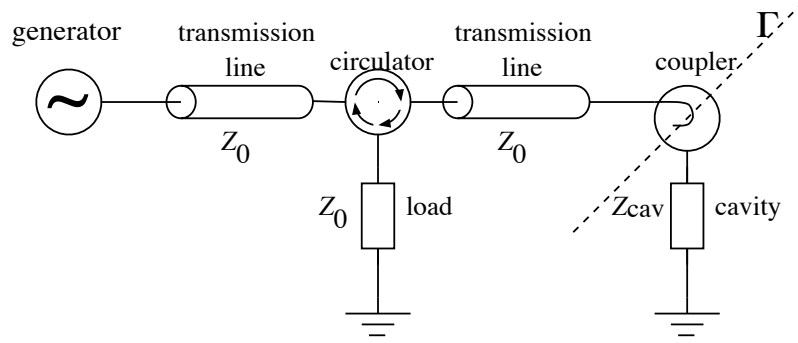 generator
transmission
line
circulator
transmission
line
coupler
Γ
~
Z0
Z0
Z0
load
Zcav
cavity